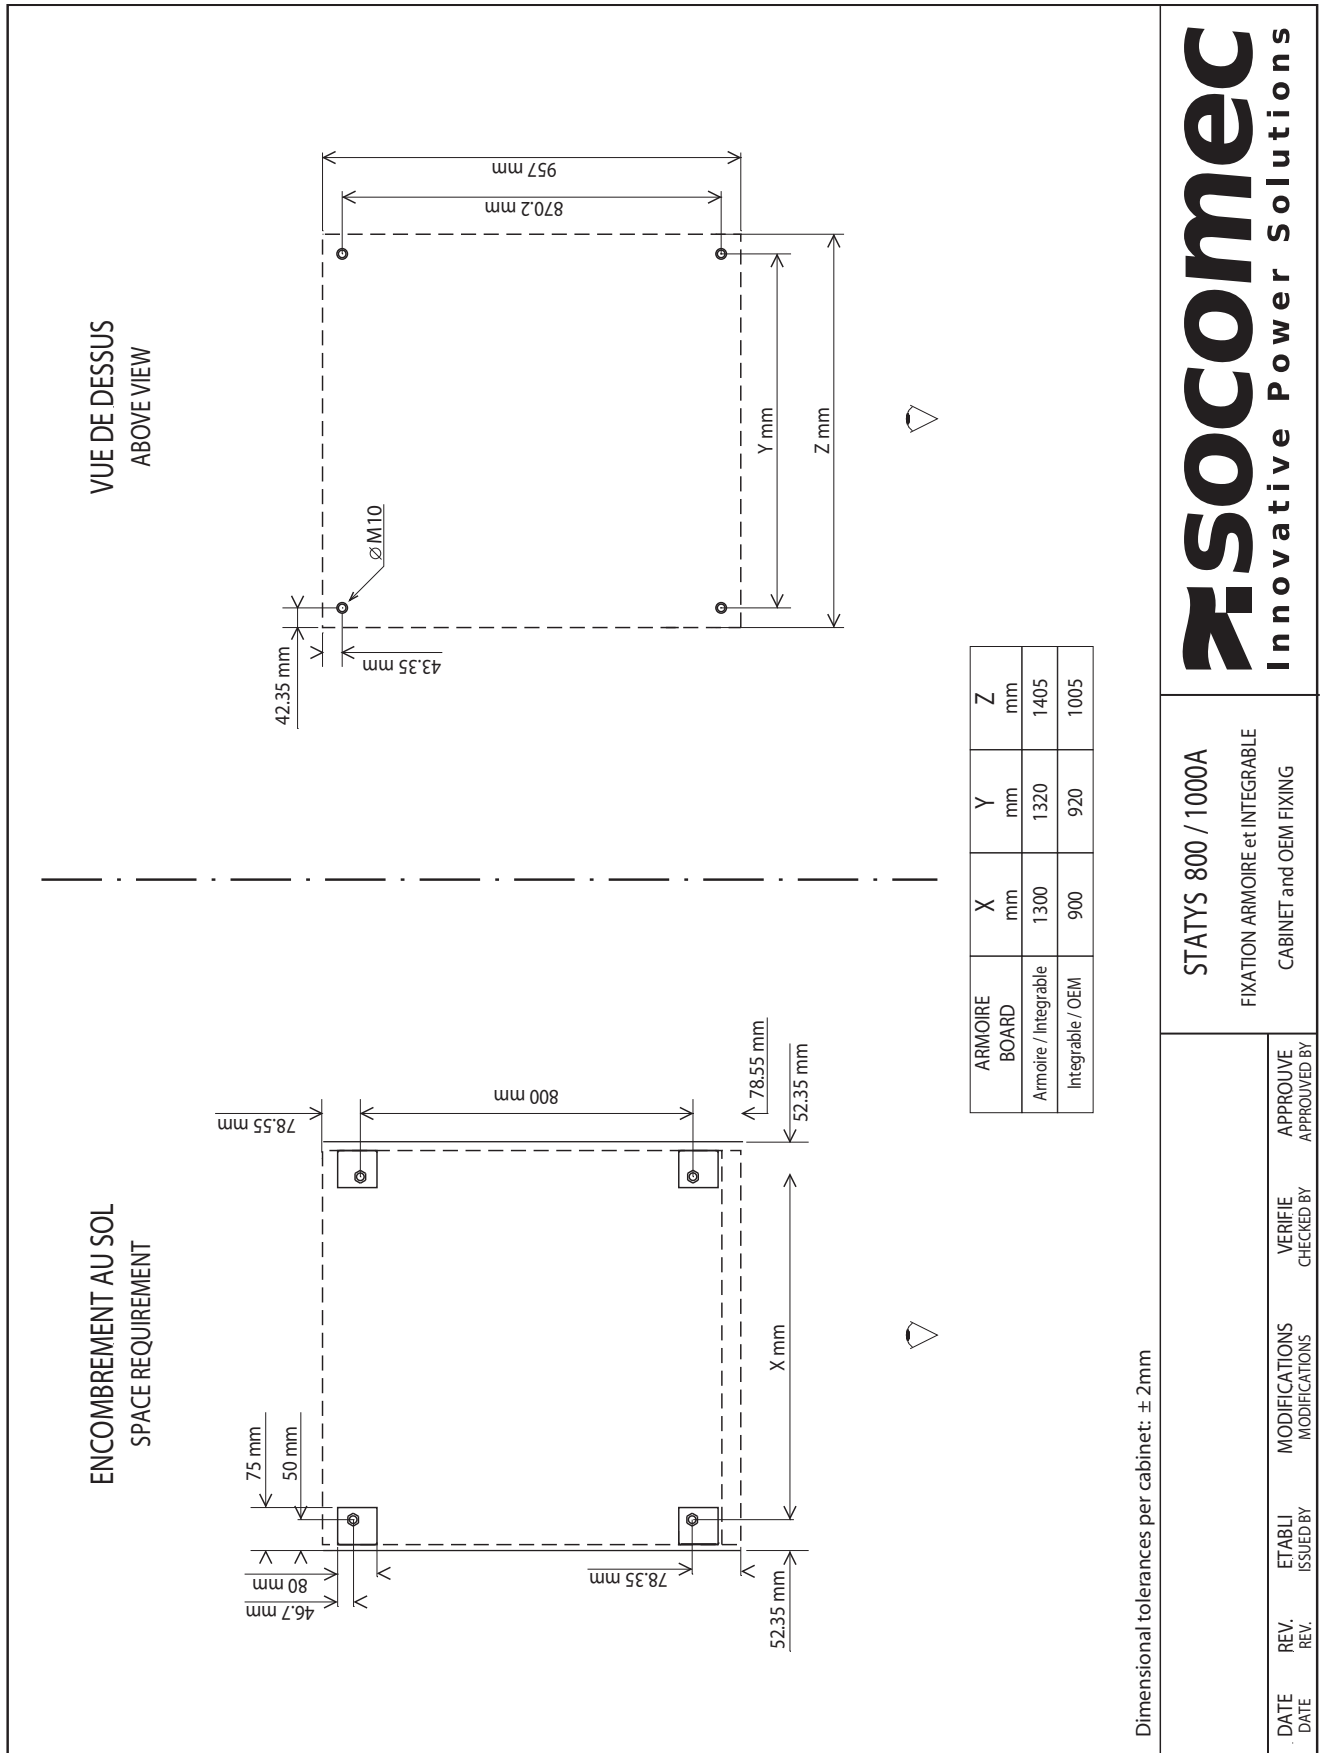 ENCOMBREMENT AU SOL
SPACE REQUIREMENT
75 mm
50 mm
80 mm
46.7 mm
78.55 mm
800 mm
78.35 mm
X mm
52.35 mm
78.55 mm
52.35 mm
VUE DE DESSUS
ABOVE VIEW
957 mm
870.2 mm
42.35 mm
43.35 mm
∅ M10
Y mm
Z mm
ARMOIRE
BOARD
X
mm
Y
mm
Z
mm
Armoire / Integrable
1300
1320
1405
Integrable / OEM
900
920
1005
Dimensional tolerances per cabinet: ± 2mm
DATE
DATE
REV.
REV.
ETABLI
ISSUED BY
MODIFICATIONS
MODIFICATIONS
VERIFIE
CHECKED BY
APPROUVE
APPROUVED BY
STATYS 800 / 1000A
FIXATION ARMOIRE et INTEGRABLE
CABINET and OEM FIXING
socomec
Innovative Power Solutions